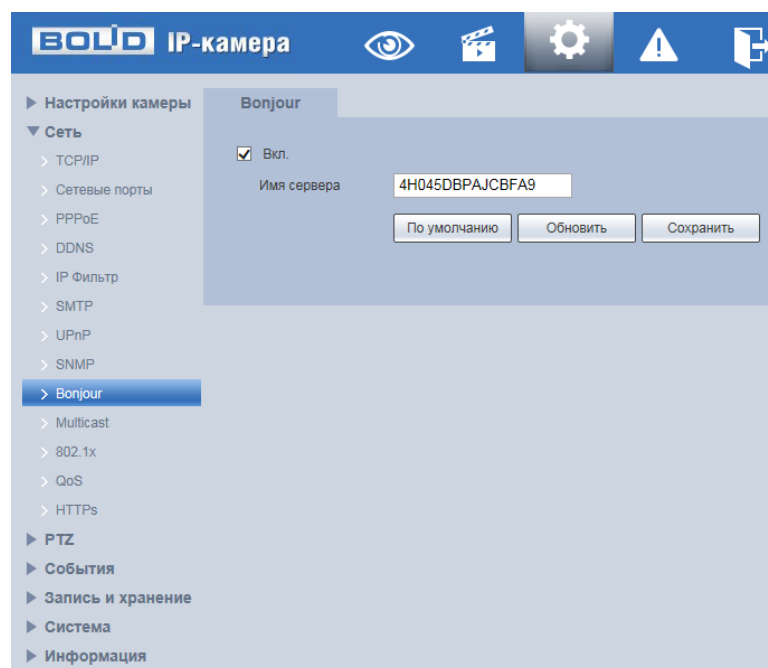 BOLID IP-камера
Настройки камеры
Сеть
TCP/IP
Сетевые порты
PPPoE
DDNS
IP Фильтр
SMTP
UPnP
SNMP
Bonjour
Multicast
802.1x
QoS
HTTPs
PTZ
События
Запись и хранение
Система
Информация
Bonjour
Вкл.
Имя сервера 4H045DBPAJCBFA9
По умолчанию Обновить Сохранить